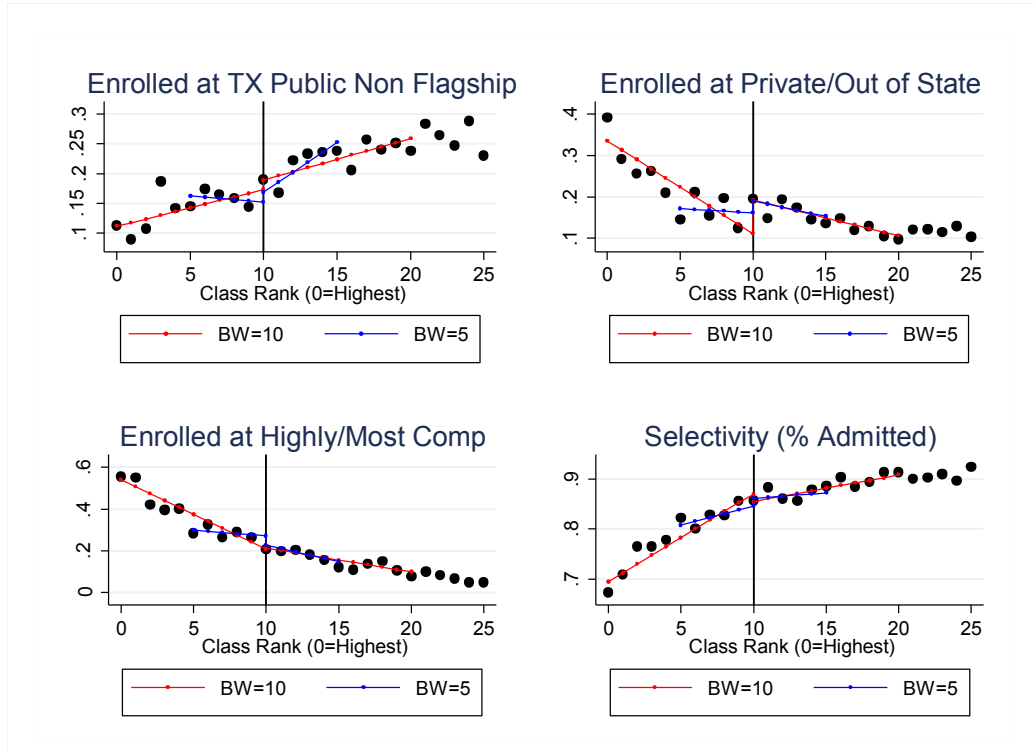 Enrolled at TX Public Non Flagship
.3
.25
.2
.15
.1
0 5 10 15 20 25
Class Rank (0=Highest)
BW=10 BW=5
Enrolled at Private/Out of State
.4
.3
.2
.1
0 5 10 15 20 25
Class Rank (0=Highest)
BW=10 BW=5
Enrolled at Highly/Most Comp
.6
.4
.2
0
0 5 10 15 20 25
Class Rank (0=Highest)
BW=10 BW=5
Selectivity (% Admitted)
.9
.8
.7
0 5 10 15 20 25
Class Rank (0=Highest)
BW=10 BW=5